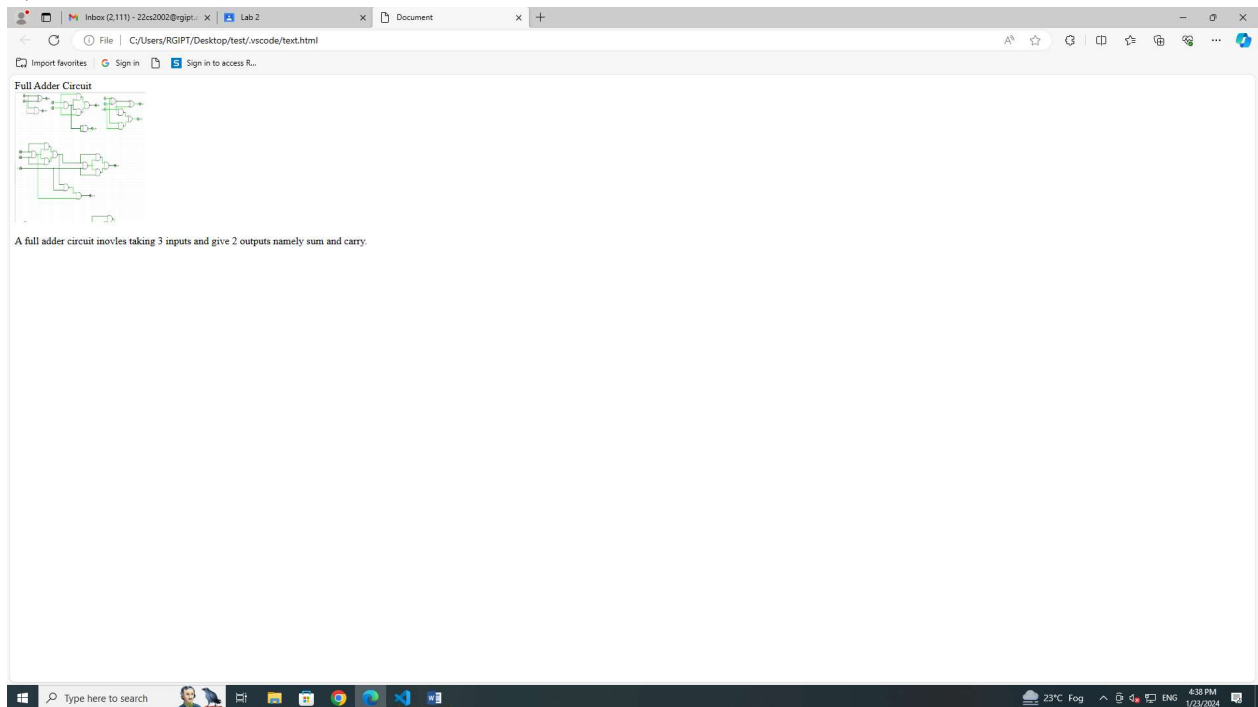 Inbox (2,111) - 22cs2002@rgipt.
Lab 2
Document
File
C:/Users/RGIPT/Desktop/test/.vscode/text.html
Import favorites
Sign in
Sign in to access R...
Full Adder Circuit
A full adder circuit inovles taking 3 inputs and give 2 outputs namely sum and carry.
Type here to search
23°C Fog
ENG
4:38 PM
1/23/2024